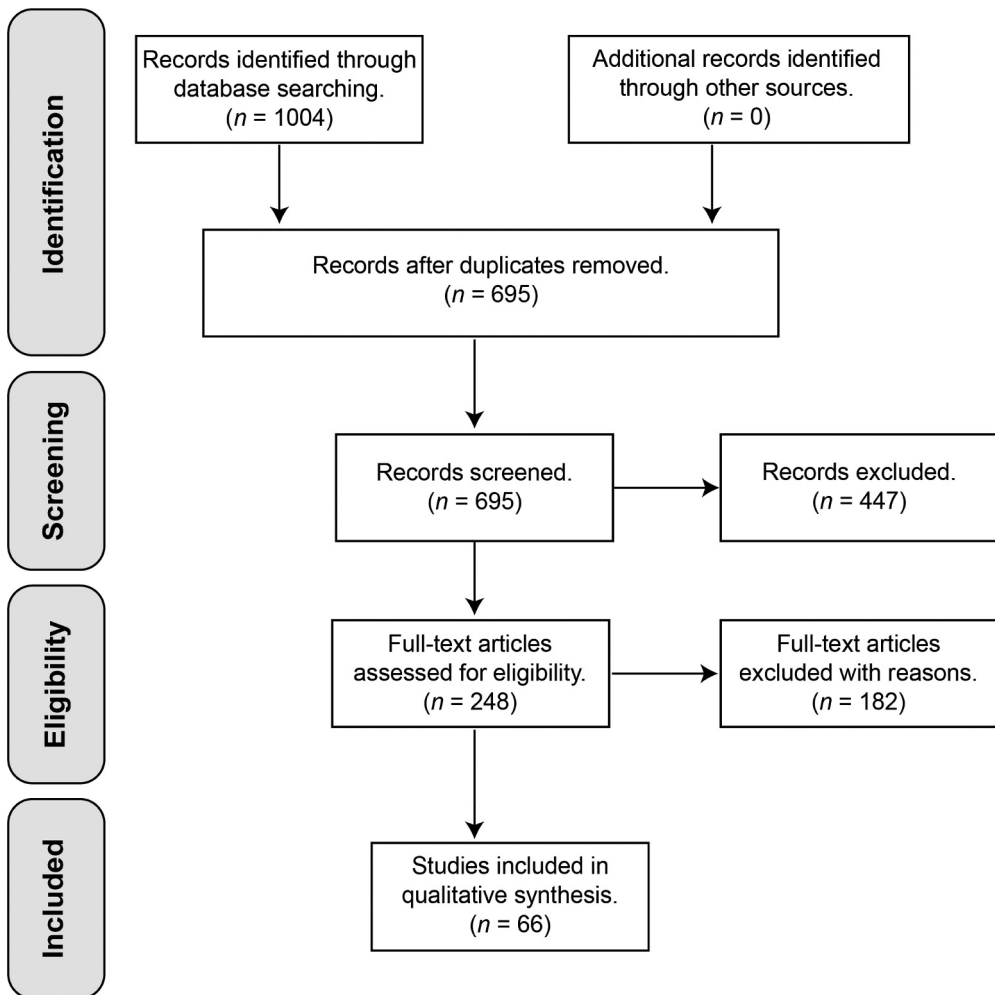 Identification
Records identified through
database searching.
(n = 1004)
Additional records identified
through other sources.
(n = 0)
Records after duplicates removed.
(n = 695)
Screening
Records screened.
(n = 695)
Records excluded.
(n = 447)
Eligibility
Full-text articles
assessed for eligibility.
(n = 248)
Full-text articles
excluded with reasons.
(n = 182)
Included
Studies included in
qualitative synthesis.
(n = 66)